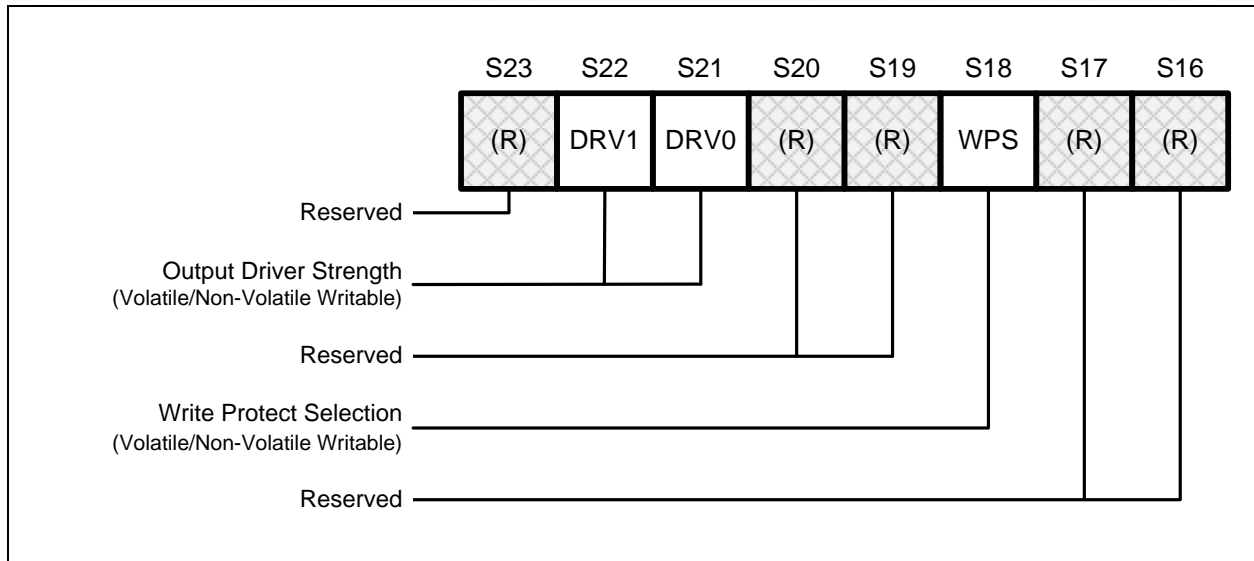 S23 S22 S21 S20 S19 S18 S17 S16
(R) DRV1 DRV0 (R) (R) WPS (R) (R)
Reserved
Output Driver Strength
(Volatile/Non-Volatile Writable)
Reserved
Write Protect Selection
(Volatile/Non-Volatile Writable)
Reserved